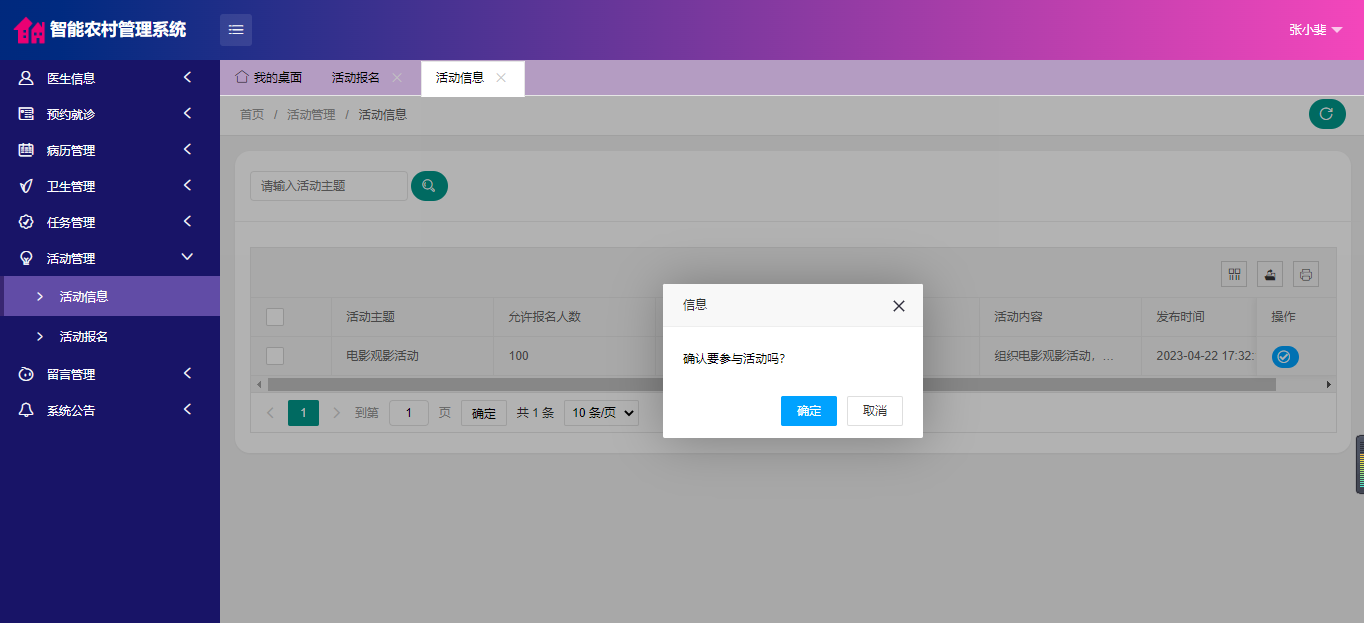 智能农村管理系统
张小斐
医生信息
预约就诊
病历管理
卫生管理
任务管理
活动管理
活动信息
活动报名
留言管理
系统公告
我的桌面 活动报名 活动信息
首页 / 活动管理 / 活动信息
请输入活动主题
活动主题 允许报名人数 活动内容 发布时间 操作
电影观影活动 100 组织电影观影活动，... 2023-04-22 17:32:
1 到第 1 页 确定 共 1 条 10 条/页
信息
确认要参与活动吗?
确定 取消